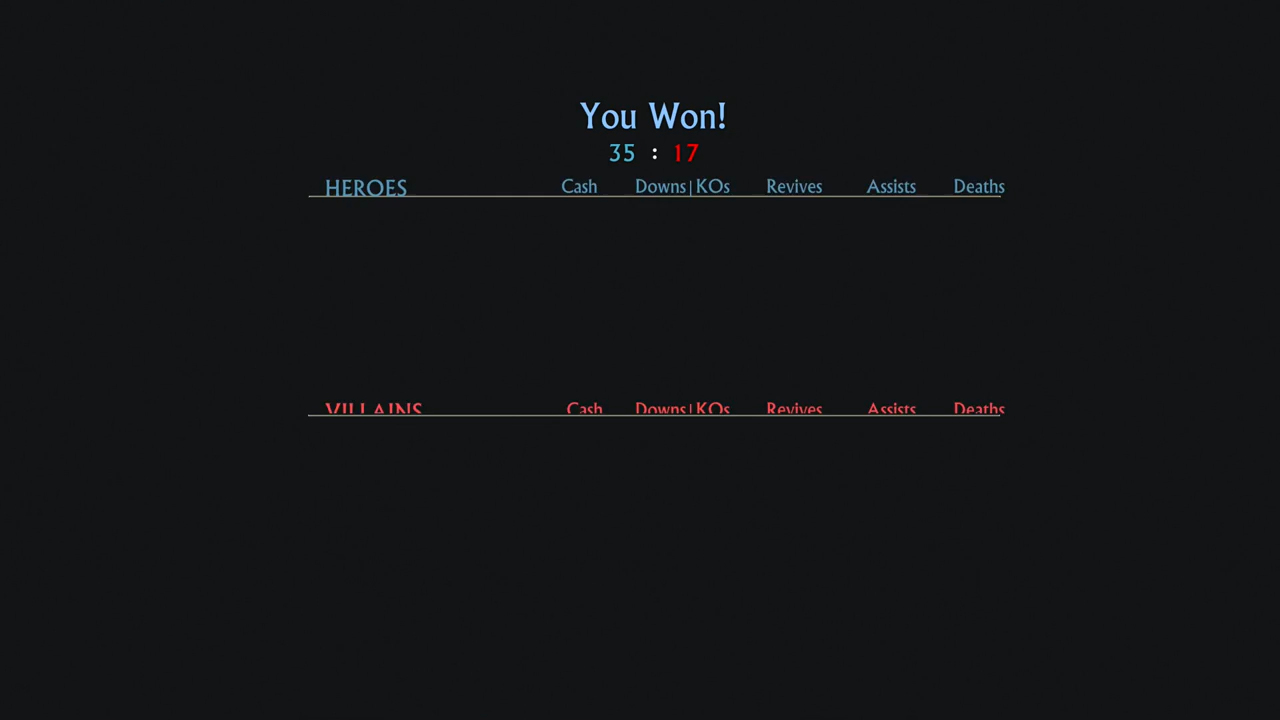 You Won!
35 : 17
HEROES Cash Downs|KOs Revives Assists Deaths
VILLAINS Cash Downs|KOs Revives Assists Deaths